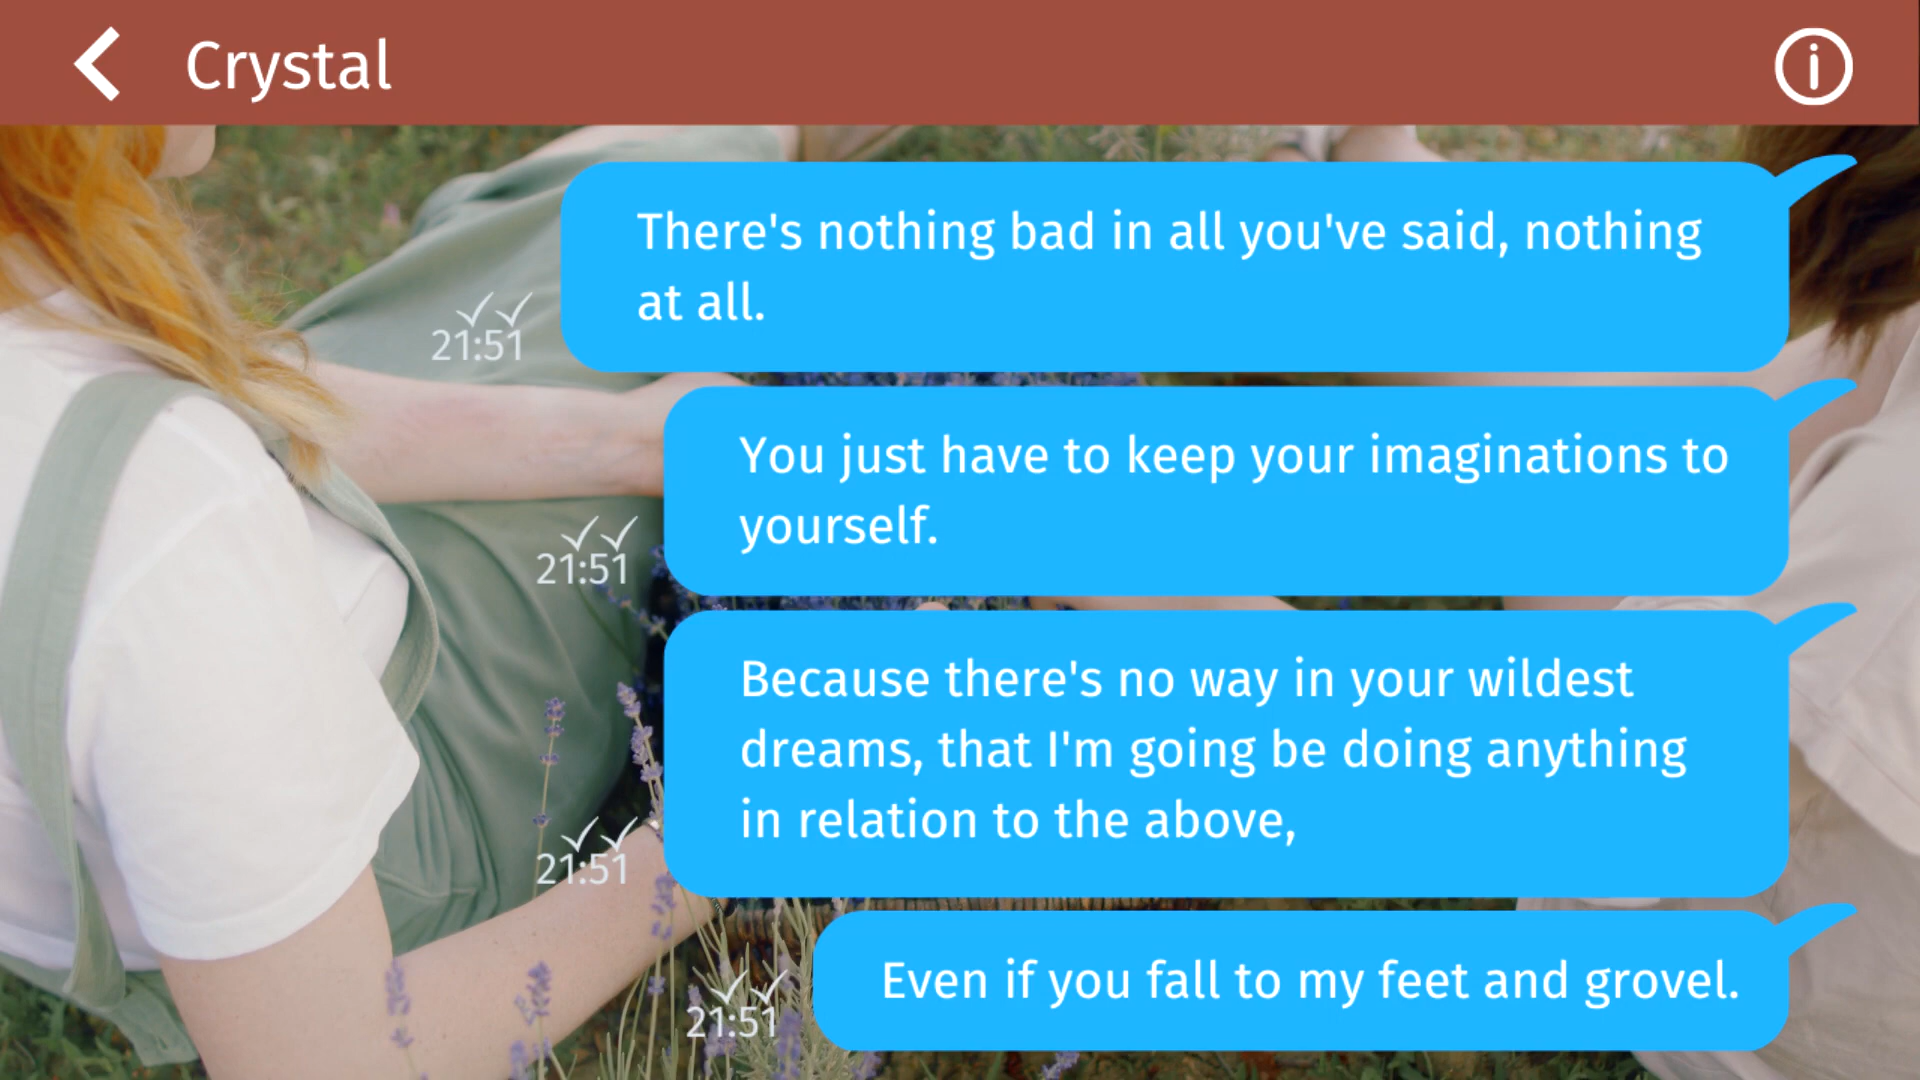 Crystal
There's nothing bad in all you've said, nothing
at all.
21:51
You just have to keep your imaginations to
yourself.
21:51
Because there's no way in your wildest
dreams, that I'm going be doing anything
in relation to the above,
21:51
Even if you fall to my feet and grovel.
21:51